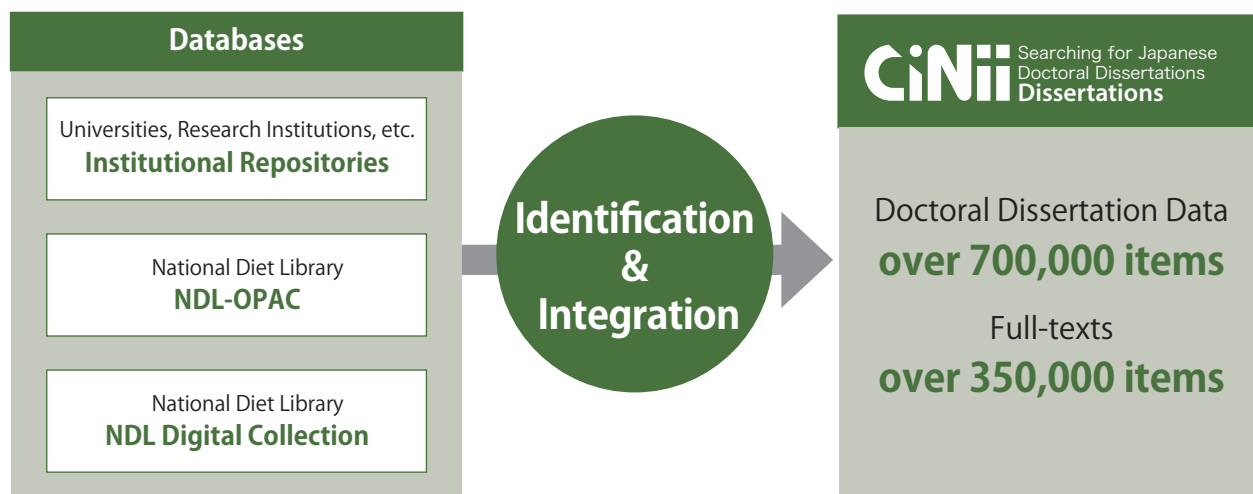 Databases
Universities, Research Institutions, etc.
Institutional Repositories
National Diet Library
NDL-OPAC
National Diet Library
NDL Digital Collection
Identification
&
Integration
CiNii
Searching for Japanese
Doctoral Dissertations
Dissertations
Doctoral Dissertation Data
over 700,000 items
Full-texts
over 350,000 items